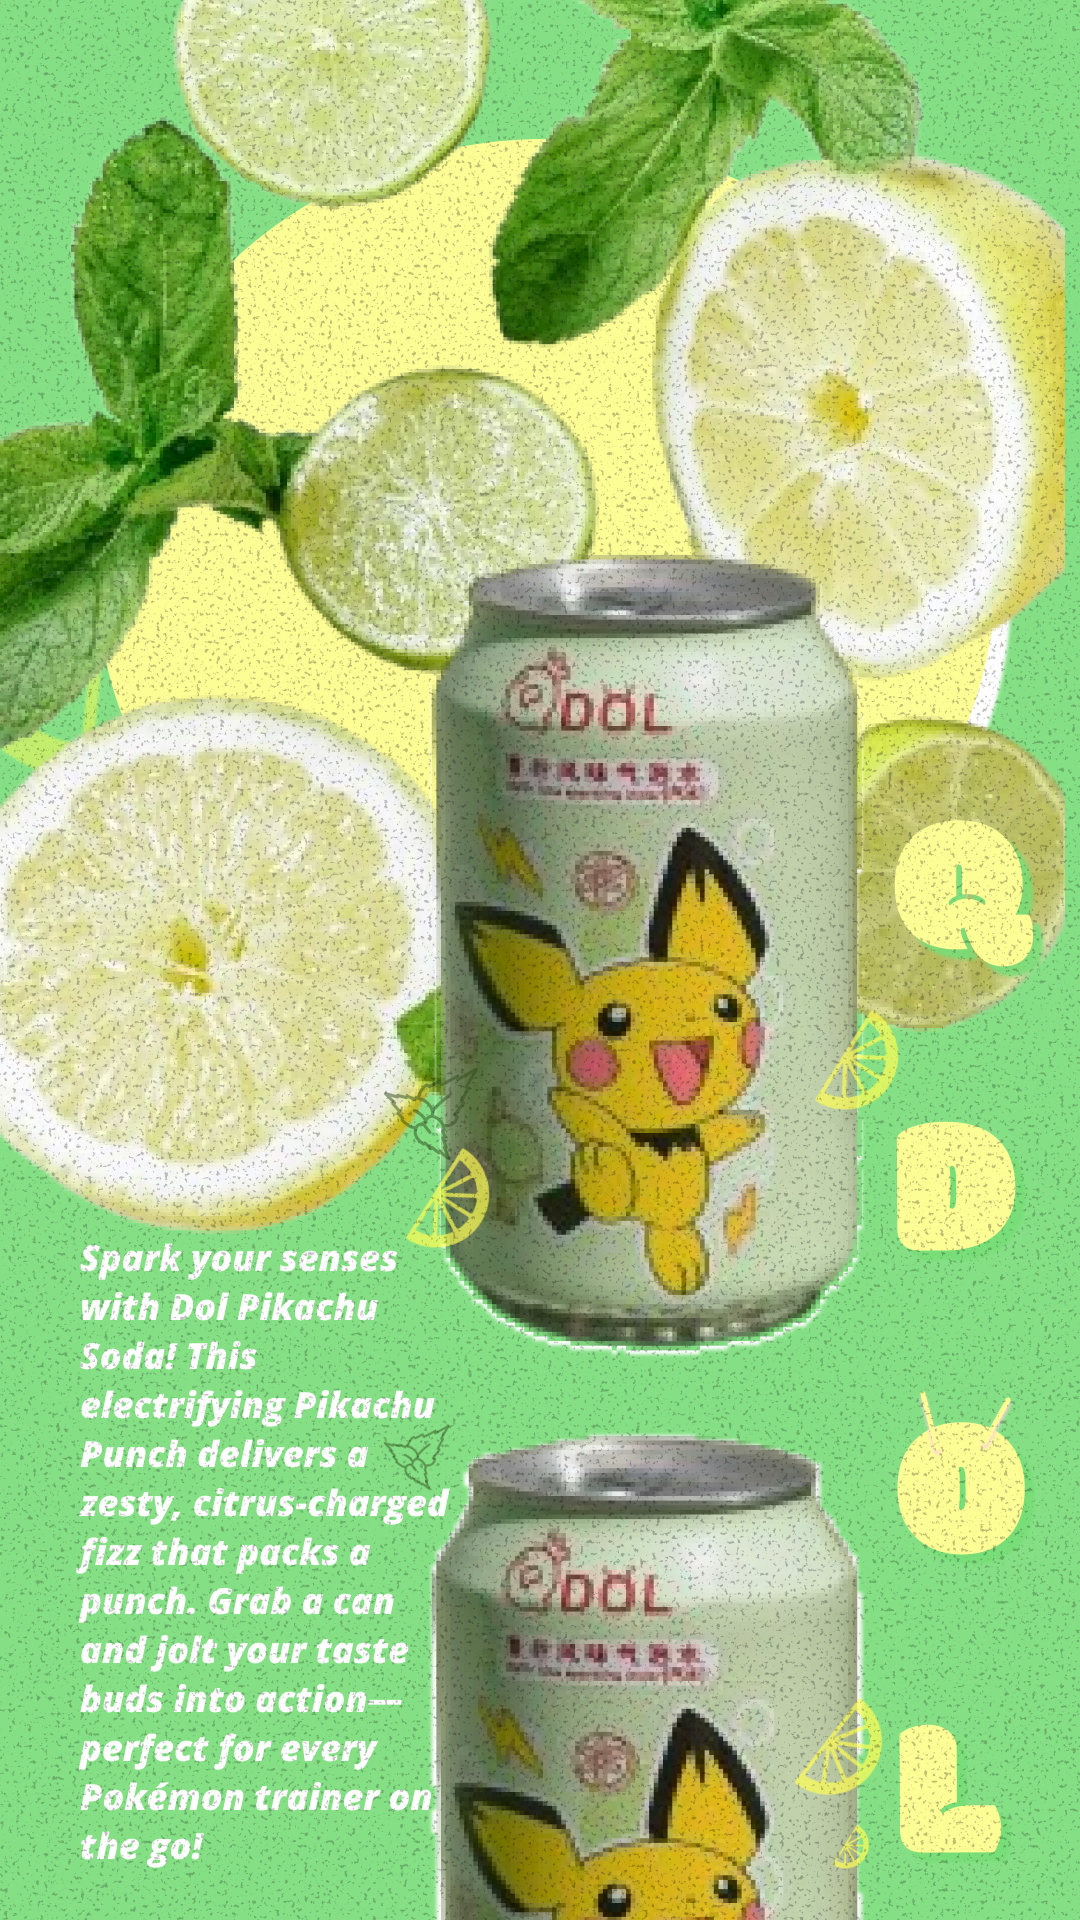 DOL
Q
D
O
Spark your senses
with Dol Pikachu
Soda! This
electrifying Pikachu
Punch delivers a
zesty, citrus-charged
fizz that packs a
punch. Grab a can
and jolt your taste
buds into action—
perfect for every
Pokémon trainer on
the go!
DOL
L